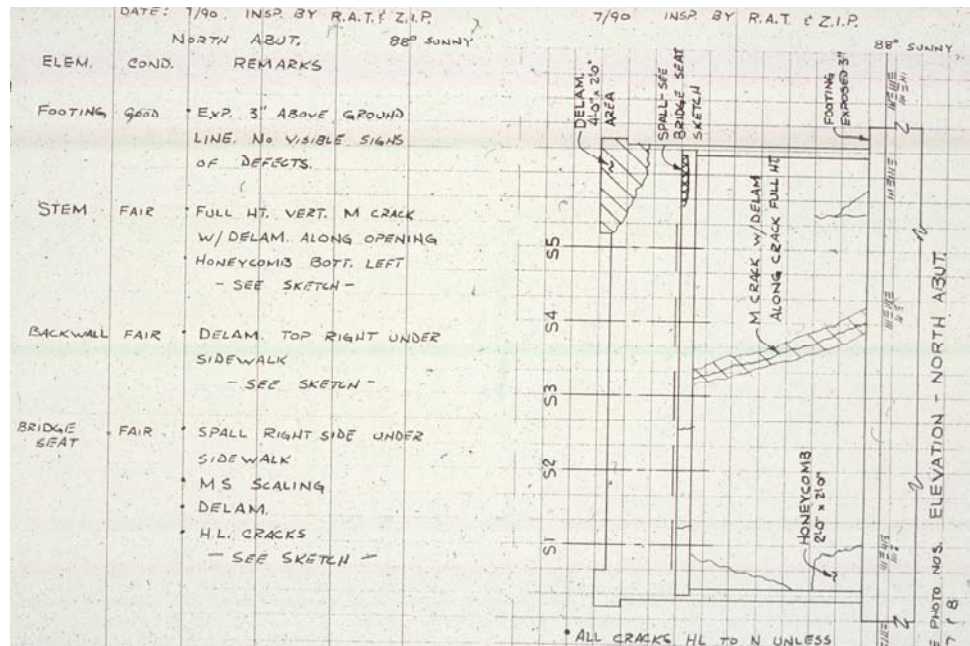 DATE: 7/90 INSP. BY R.A.T. & Z.I.P.
NORTH ABUT. 88° SUNNY
ELEM. COND. REMARKS
FOOTING GOOD • EXP. 3" ABOVE GROUND
LINE. NO VISIBLE SIGNS
OF DEFECTS.
STEM FAIR • FULL HT. VERT. M CRACK
W/ DELAM. ALONG OPENING
• HONEYCOMB BOTT. LEFT
- SEE SKETCH -
BACKWALL FAIR • DELAM. TOP RIGHT UNDER
SIDEWALK
- SEE SKETCH -
BRIDGE SEAT FAIR • SPALL RIGHT SIDE UNDER
SIDEWALK
• MS SCALING
• DELAM.
• H.L. CRACKS
- SEE SKETCH -
7/90 INSP. BY R.A.T. & Z.I.P.
88° SUNNY
DELAM.
4'-0" x 2'-0"
AREA
SPALL-SEE
BRIDGE SEAT
SKETCH
FOOTING
EXPOSED 3"
M CRACK W/DELAM
ALONG CRACK FULL HT
HONEYCOMB
2'-0" x 2'-0"
S5
S4
S3
S2
S1
ELEVATION - NORTH ABUT.
PHOTO NOS.
7 & 8
• ALL CRACKS HL TO N UNLESS